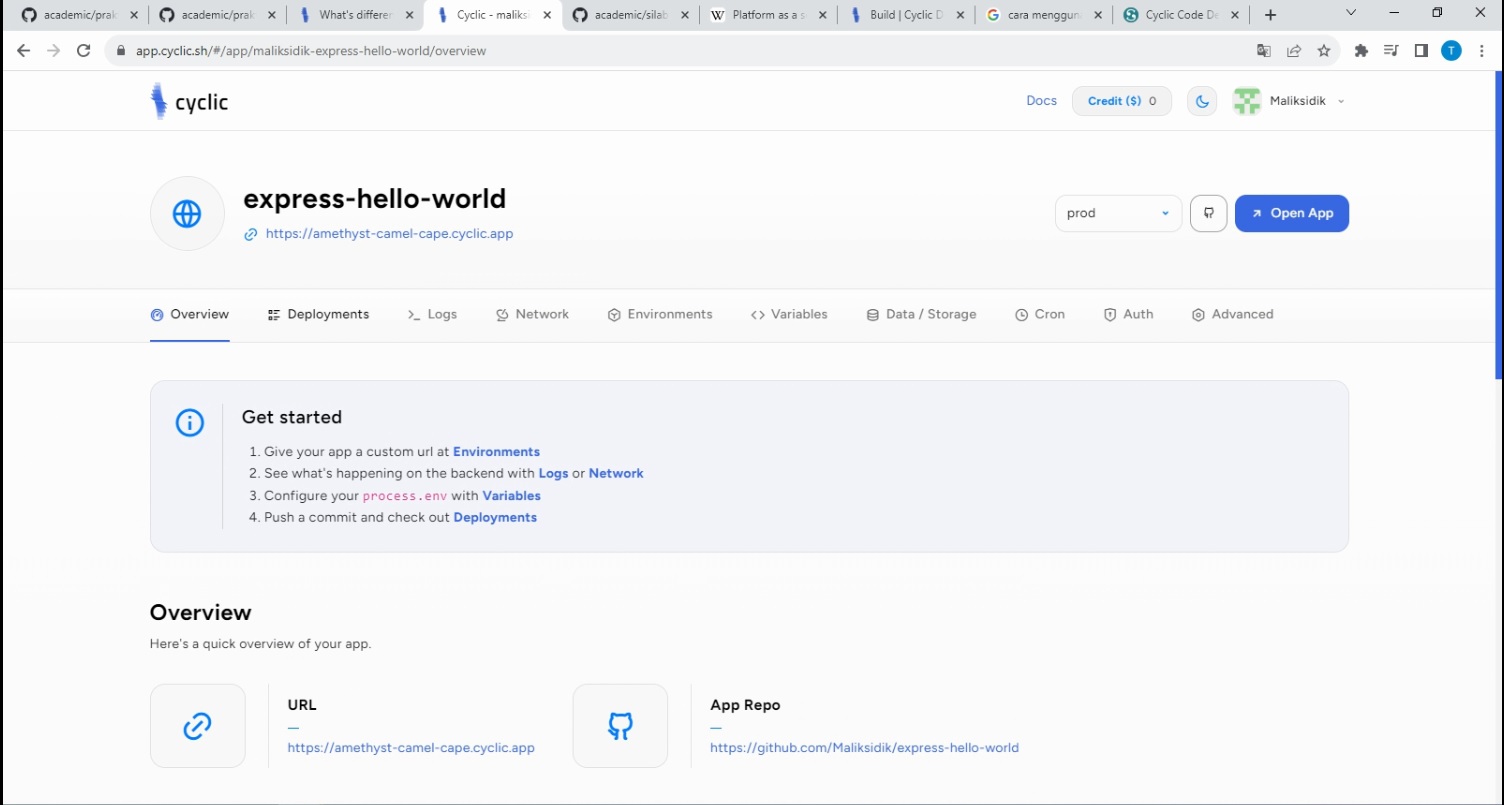 academic/prak
academic/prak
What's differen
Cyclic - maliksi
academic/silab
Platform as a s
Build | Cyclic D
cara menggun
Cyclic Code De
app.cyclic.sh/#/app/maliksidik-express-hello-world/overview
T
cyclic
Docs
Credit ($) 0
Maliksidik
express-hello-world
https://amethyst-camel-cape.cyclic.app
prod
Open App
Overview
Deployments
Logs
Network
Environments
Variables
Data / Storage
Cron
Auth
Advanced
Get started
1. Give your app a custom url at Environments
2. See what's happening on the backend with Logs or Network
3. Configure your process.env with Variables
4. Push a commit and check out Deployments
Overview
Here's a quick overview of your app.
URL
https://amethyst-camel-cape.cyclic.app
App Repo
https://github.com/Maliksidik/express-hello-world